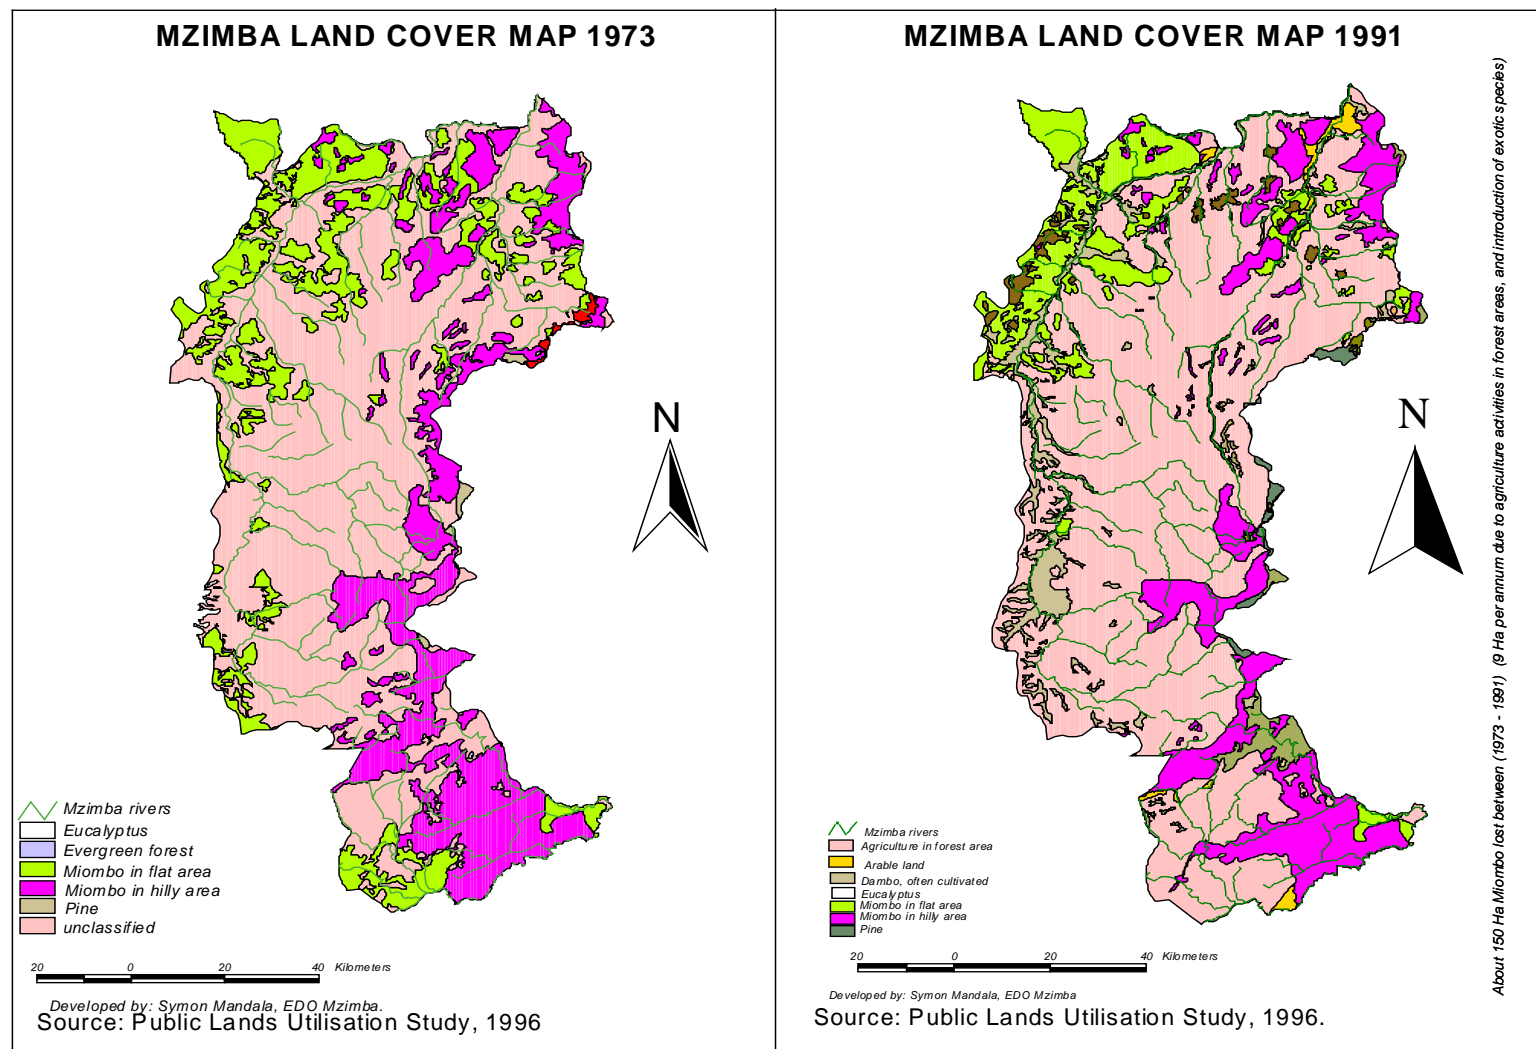 MZIMBA LAND COVER MAP 1973
N
Mzimba rivers
Eucalyptus
Evergreen forest
Miombo in flat area
Miombo in hilly area
Pine
unclassified
20 0 20 40 Kilometers
Developed by: Symon Mandala, EDO Mzimba.
Source: Public Lands Utilisation Study, 1996
MZIMBA LAND COVER MAP 1991
N
Mzimba rivers
Agriculture in forest area
Arable land
Dambo, often cultivated
Eucalyptus
Miombo in flat area
Miombo in hilly area
Pine
20 0 20 40 Kilometers
Developed by: Symon Mandala, EDO Mzimba
Source: Public Lands Utilisation Study, 1996.
About 150 Ha Miombo lost between (1973 - 1991) (9 Ha per annum due to agriculture activities in forest areas, and introduction of exotic species)